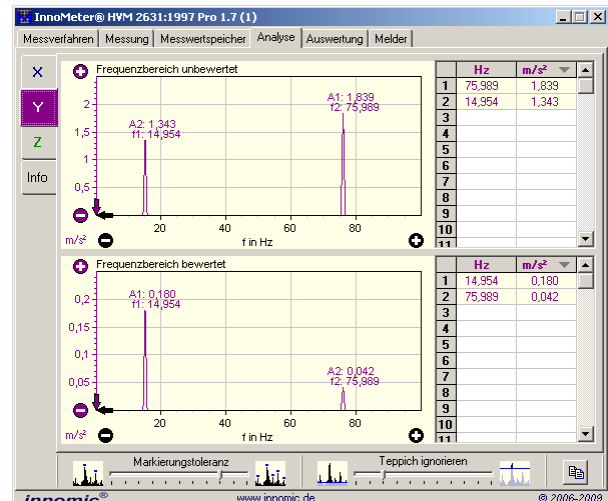 InnoMeter® HVM 2631:1997 Pro 1.7 (1)
Messverfahren Messung Messwertspeicher Analyse Auswertung Melder
X
Y
Z
Info
Frequenzbereich unbewertet
A1: 1,839
f2: 75,989
A2: 1,343
f1: 14,954
2
1,5
1
0,5
m/s²
20 40 60 80
f in Hz
Hz m/s²
1 75,989 1,839
2 14,954 1,343
3
4
5
6
7
8
9
10
11
Frequenzbereich bewertet
A1: 0,180
f1: 14,954
A2: 0,042
f2: 75,989
0,2
0,15
0,1
0,05
m/s²
20 40 60 80
f in Hz
Hz m/s²
1 14,954 0,180
2 75,989 0,042
3
4
5
6
7
8
9
10
11
Markierungstoleranz
Teppich ignorieren
innomic®
www.innomic.de
© 2006-2009